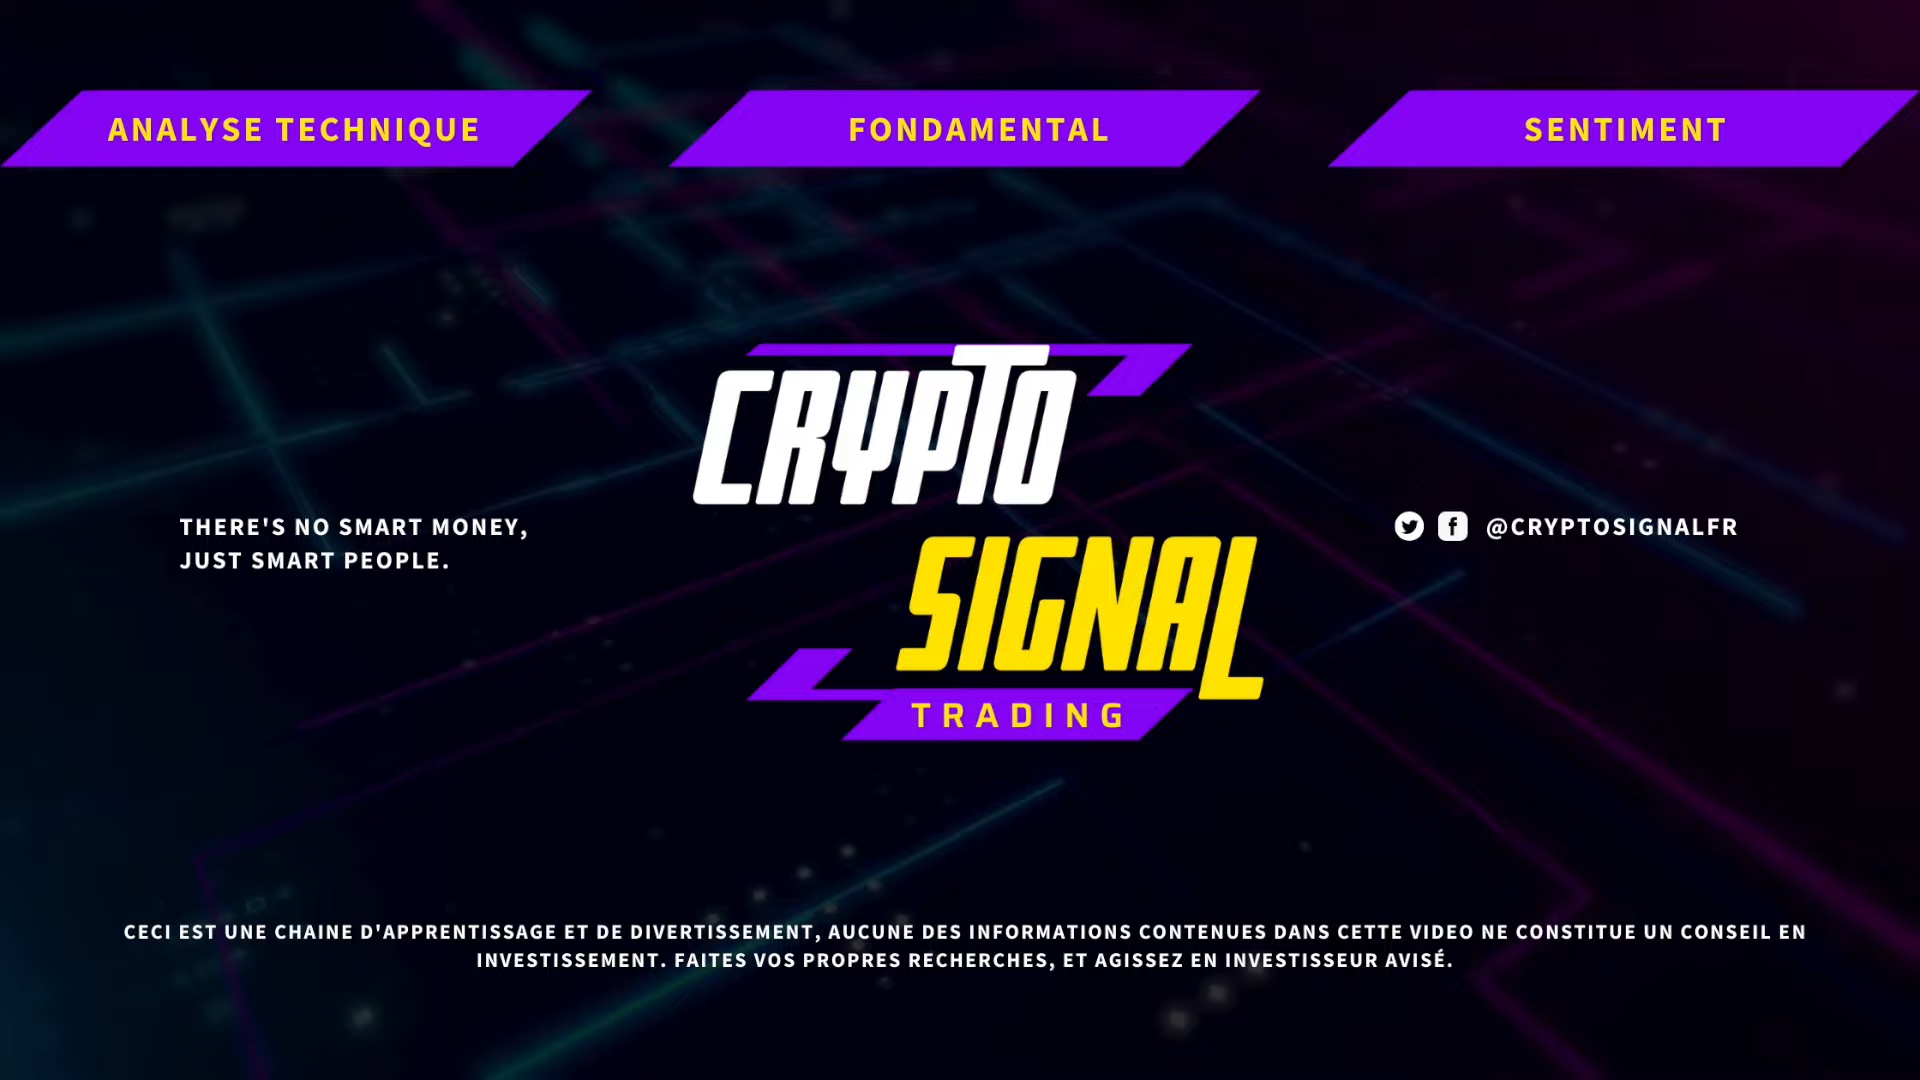 ANALYSE TECHNIQUE
FONDAMENTAL
SENTIMENT
CRYPTO
SIGNAL
TRADING
THERE'S NO SMART MONEY,
JUST SMART PEOPLE.
@CRYPTOSIGNALFR
CECI EST UNE CHAINE D'APPRENTISSAGE ET DE DIVERTISSEMENT, AUCUNE DES INFORMATIONS CONTENUES DANS CETTE VIDEO NE CONSTITUE UN CONSEIL EN
INVESTISSEMENT. FAITES VOS PROPRES RECHERCHES, ET AGISSEZ EN INVESTISSEUR AVISÉ.